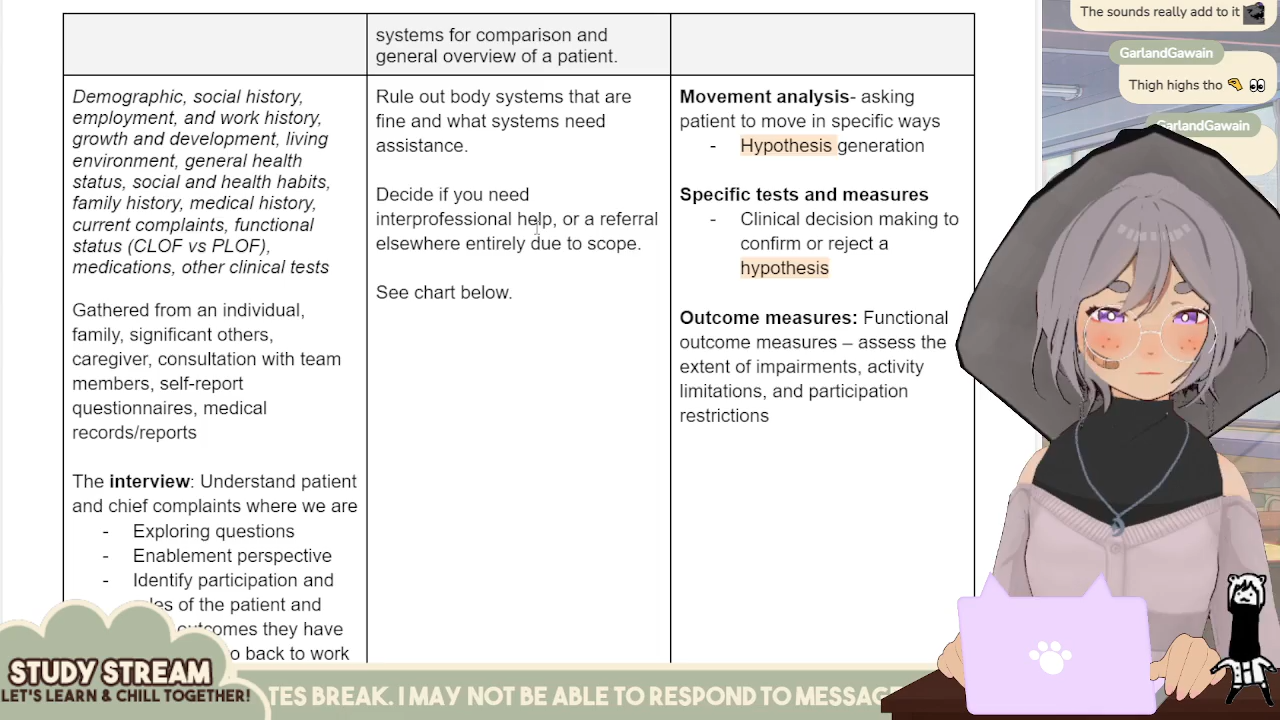 systems for comparison and
general overview of a patient.
Demographic, social history,
employment, and work history,
growth and development, living
environment, general health
status, social and health habits,
family history, medical history,
current complaints, functional
status (CLOF vs PLOF),
medications, other clinical tests
Gathered from an individual,
family, significant others,
caregiver, consultation with team
members, self-report
questionnaires, medical
records/reports
The interview: Understand patient
and chief complaints where we are
- Exploring questions
- Enablement perspective
- Identify participation and
of the patient and
they have
back to work
Rule out body systems that are
fine and what systems need
assistance.
Decide if you need
interprofessional help, or a referral
elsewhere entirely due to scope.
See chart below.
Movement analysis- asking
patient to move in specific ways
- Hypothesis generation
Specific tests and measures
- Clinical decision making to
confirm or reject a
hypothesis
Outcome measures: Functional
outcome measures – assess the
extent of impairments, activity
limitations, and participation
restrictions
The sounds really add to it
GarlandGawain
Thigh highs tho
GarlandGawain
STUDY STREAM
LET'S LEARN & CHILL TOGETHER!
TES BREAK. I MAY NOT BE ABLE TO RESPOND TO MESSAGE